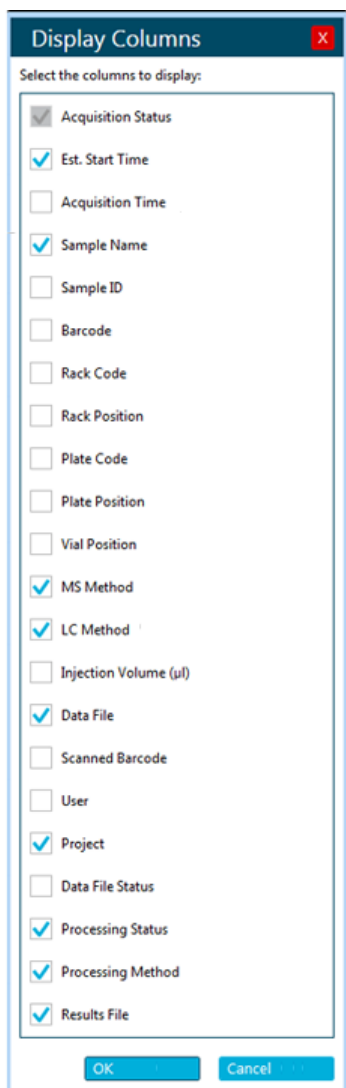 Display Columns
X
Select the columns to display:
Acquisition Status
Est. Start Time
Acquisition Time
Sample Name
Sample ID
Barcode
Rack Code
Rack Position
Plate Code
Plate Position
Vial Position
MS Method
LC Method
Injection Volume (µl)
Data File
Scanned Barcode
User
Project
Data File Status
Processing Status
Processing Method
Results File
OK Cancel